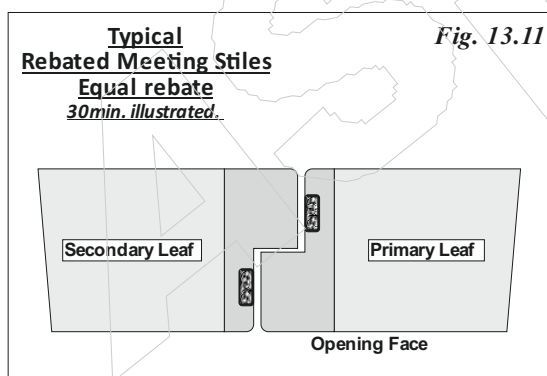 Typical
Rebated Meeting Stiles
Equal rebate
30min. illustrated.
Fig. 13.11
Secondary Leaf
Primary Leaf
Opening Face